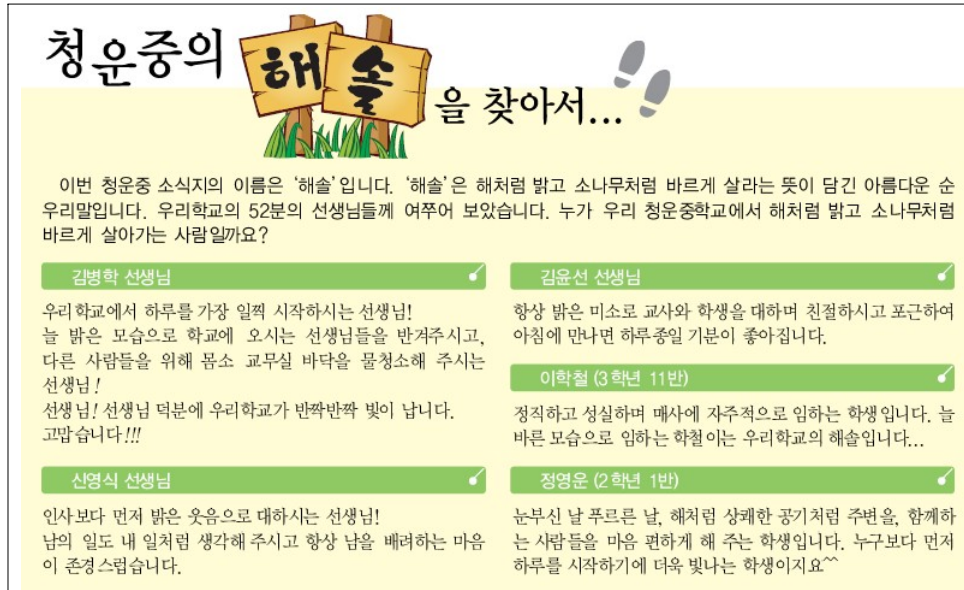 청운중의 해솔을 찾아서...
이번 청운중 소식지의 이름은 ‘해솔’입니다. ‘해솔’은 해처럼 밝고 소나무처럼 바르게 살라는 뜻이 담긴 아름다운 순
우리말입니다. 우리학교의 52분의 선생님들께 여쭈어 보았습니다. 누가 우리 청운중학교에서 해처럼 밝고 소나무처럼
바르게 살아가는 사람일까요?
김병학 선생님
우리학교에서 하루를 가장 일찍 시작하시는 선생님!
늘 밝은 모습으로 학교에 오시는 선생님들을 반겨주시고,
다른 사람들을 위해 몸소 교무실 바닥을 물청소해 주시는
선생님!
선생님! 선생님 덕분에 우리학교가 반짝반짝 빛이 납니다.
고맙습니다!!!
신영식 선생님
인사보다 먼저 밝은 웃음으로 대하시는 선생님!
남의 일도 내 일처럼 생각해 주시고 항상 남을 배려하는 마음
이 존경스럽습니다.
김윤선 선생님
항상 밝은 미소로 교사와 학생을 대하며 친절하시고 포근하여
아침에 만나면 하루종일 기분이 좋아집니다.
이학철 (3학년 11반)
정직하고 성실하며 매사에 자주적으로 임하는 학생입니다. 늘
바른 모습으로 임하는 학철이는 우리학교의 해솔입니다...
정영운 (2학년 1반)
눈부신 날 푸르른 날, 해처럼 상쾌한 공기처럼 주변을, 함께하
는 사람들을 마음 편하게 해 주는 학생입니다. 누구보다 먼저
하루를 시작하기에 더욱 빛나는 학생이지요^^